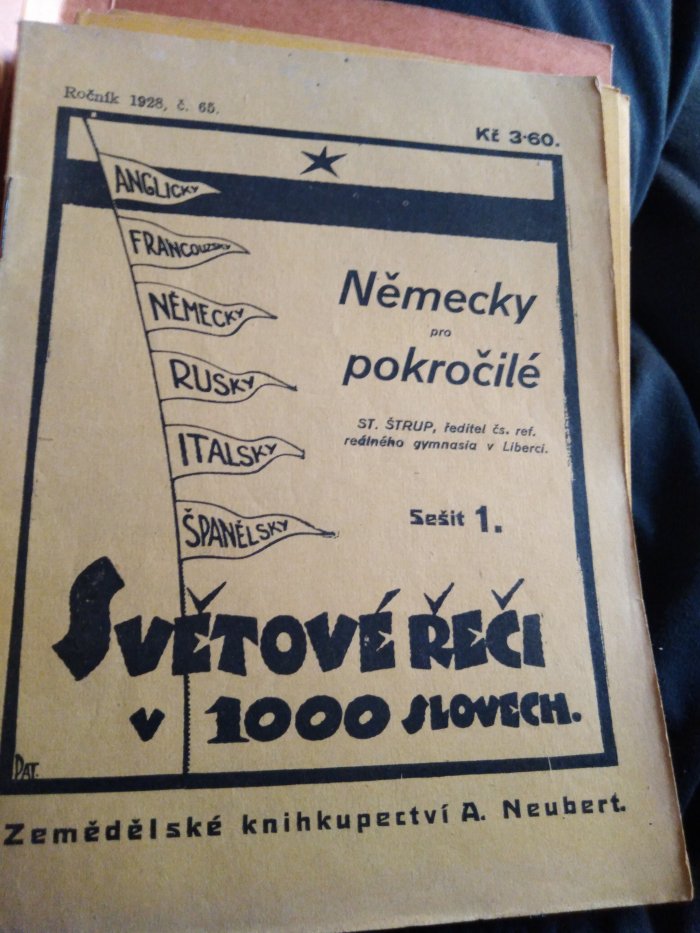 Ročník 1928, č. 65.
Kč 3·60.
ANGLICKY
FRANCOUZSKY
NĚMECKY
RUSKY
ITALSKY
ŠPANĚLSKY
Německy
pro
pokročilé
ST. ŠTRUP, ředitel čs. ref.
reálného gymnasia v Liberci.
Sešit 1.
SVĚTOVÉ ŘEČI
v 1000 SLOVECH.
PAT.
Zemědělské knihkupectví A. Neubert.